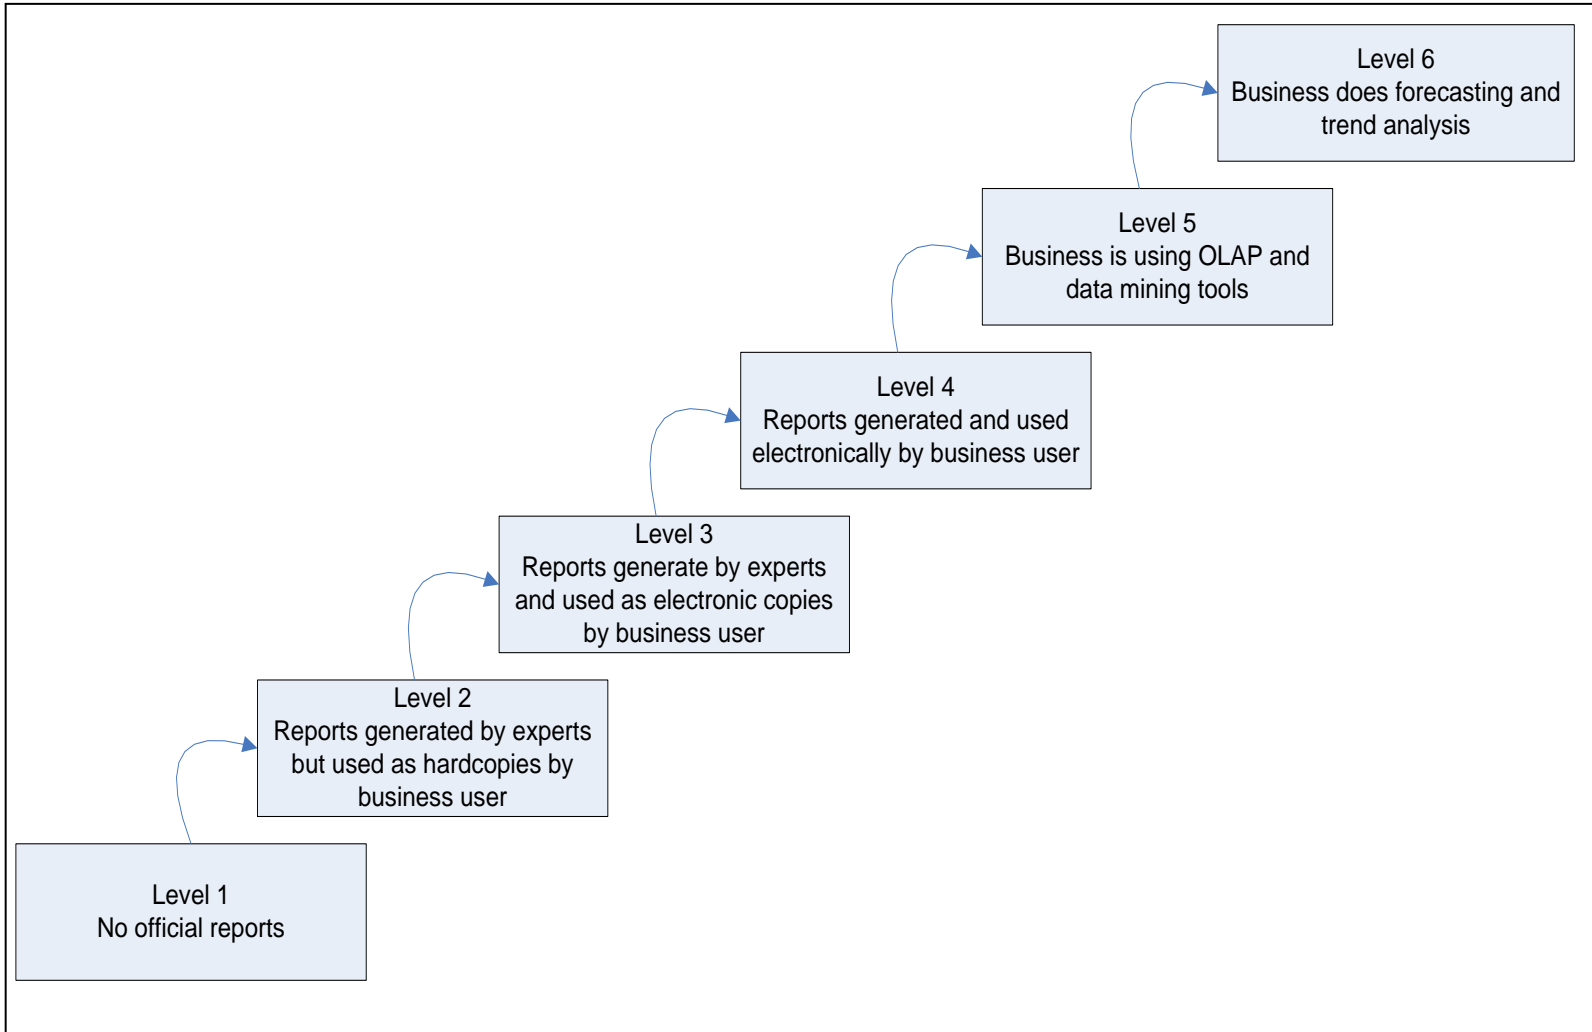 Level 6
Business does forecasting and
trend analysis
Level 5
Business is using OLAP and
data mining tools
Level 4
Reports generated and used
electronically by business user
Level 3
Reports generate by experts
and used as electronic copies
by business user
Level 2
Reports generated by experts
but used as hardcopies by
business user
Level 1
No official reports